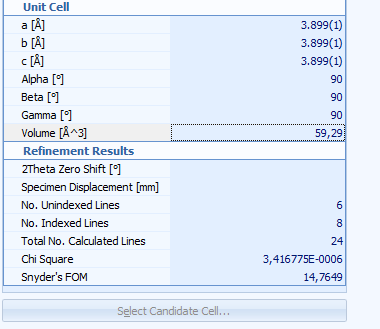 Unit Cell
a [Å] 3.899(1)
b [Å] 3.899(1)
c [Å] 3.899(1)
Alpha [°] 90
Beta [°] 90
Gamma [°] 90
Volume [Å^3] 59,29
Refinement Results
2Theta Zero Shift [°]
Specimen Displacement [mm]
No. Unindexed Lines 6
No. Indexed Lines 8
Total No. Calculated Lines 24
Chi Square 3,416775E-0006
Snyder's FOM 14,7649
Select Candidate Cell...